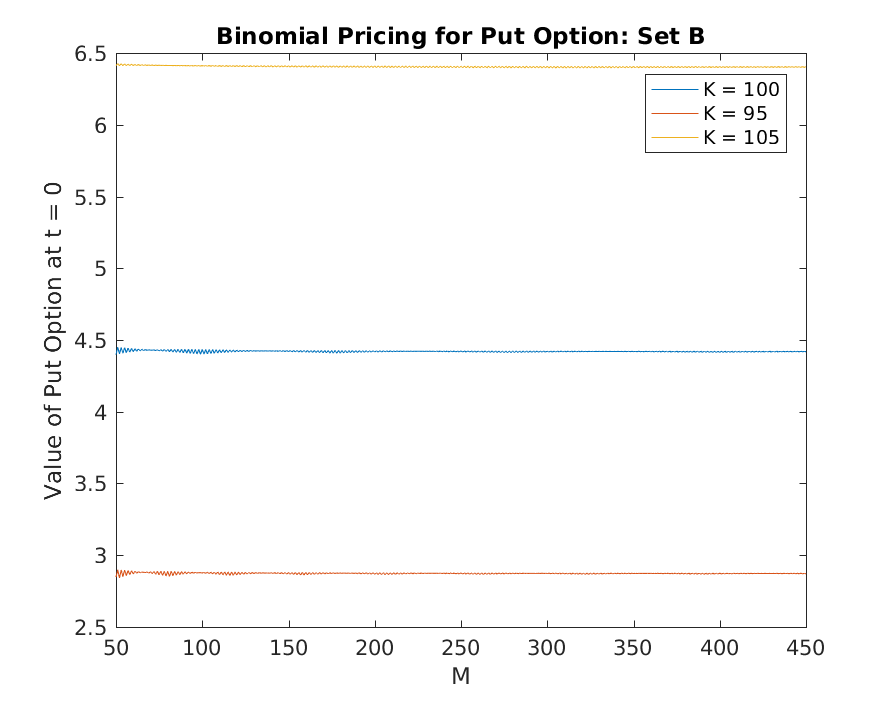 Binomial Pricing for Put Option: Set B
6.5
6
5.5
5
4.5
4
3.5
3
2.5
Value of Put Option at t = 0
K = 100
K = 95
K = 105
50 100 150 200 250 300 350 400 450
M